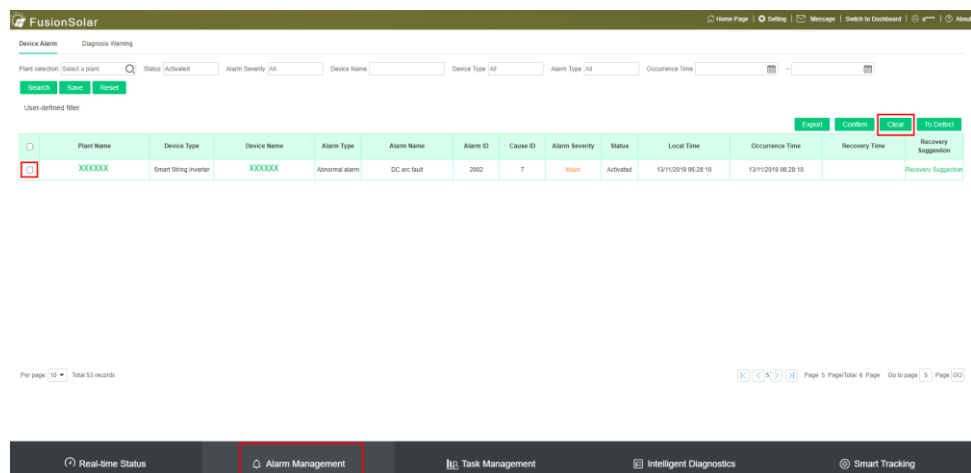 FusionSolar
Home Page | Setting | Message | Switch to Dashboard | a**** | About
Device Alarm Diagnosis Warning
Plant selection Select a plant. Status Activated Alarm Severity All Device Name Device Type All Alarm Type All Occurrence Time –
Search Save Reset
User-defined filter
Export Confirm Clear To Defect
Plant Name Device Type Device Name Alarm Type Alarm Name Alarm ID Cause ID Alarm Severity Status Local Time Occurrence Time Recovery Time Recovery Suggestion
XXXXXX Smart String Inverter XXXXXX Abnormal alarm DC arc fault 2002 7 Major Activated 13/11/2019 06:28:10 13/11/2019 06:28:10 Recovery Suggestion
Per page 10 Total 53 records 5 Page 5 Page/Total 6 Page Go to page 5 Page GO
Real-time Status Alarm Management Task Management Intelligent Diagnostics Smart Tracking